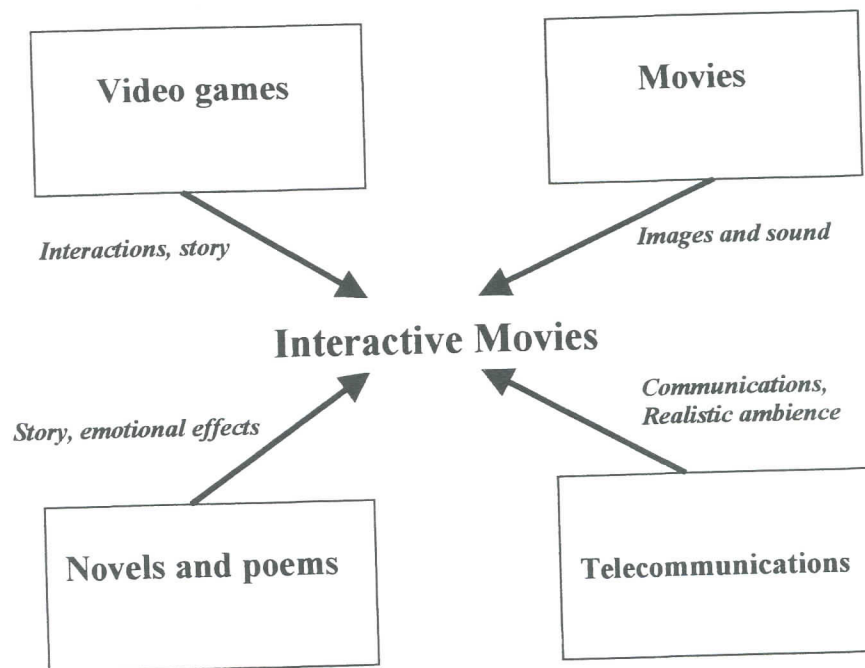 Video games
Movies
Interactions, story
Images and sound
Interactive Movies
Story, emotional effects
Communications,
Realistic ambience
Novels and poems
Telecommunications